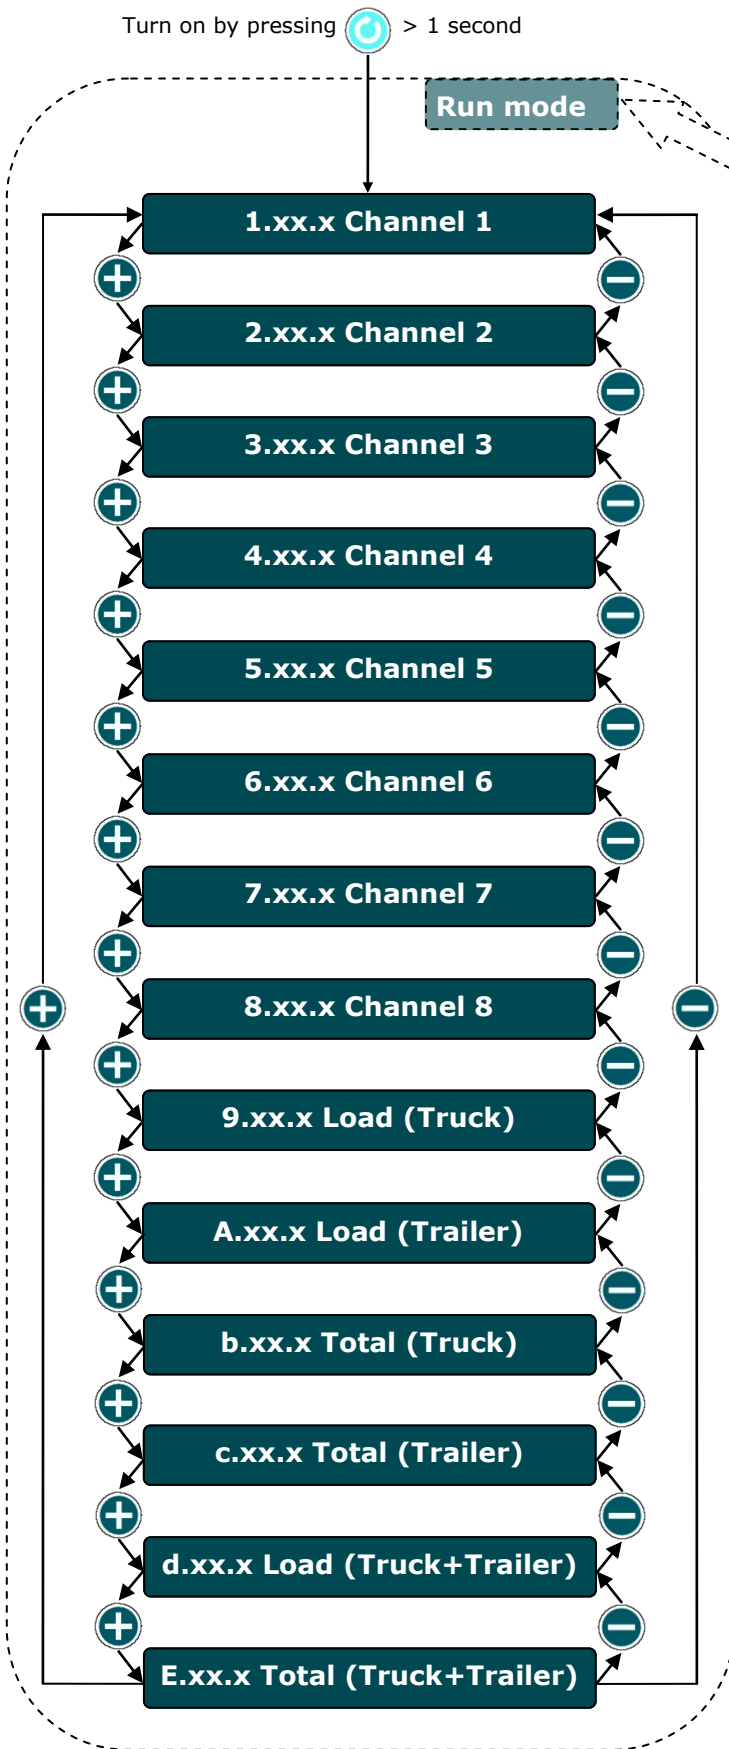 Turn on by pressing > 1 second
Run mode
1.xx.x Channel 1
2.xx.x Channel 2
3.xx.x Channel 3
4.xx.x Channel 4
5.xx.x Channel 5
6.xx.x Channel 6
7.xx.x Channel 7
8.xx.x Channel 8
9.xx.x Load (Truck)
A.xx.x Load (Trailer)
b.xx.x Total (Truck)
c.xx.x Total (Trailer)
d.xx.x Load (Truck+Trailer)
E.xx.x Total (Truck+Trailer)